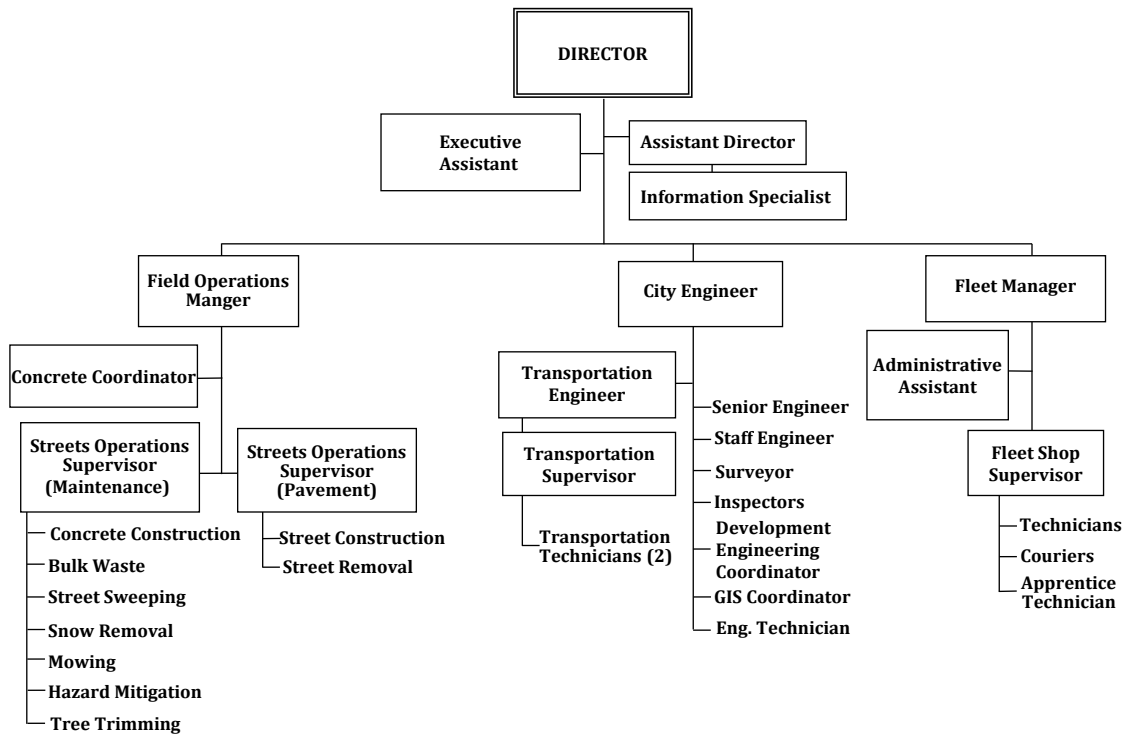 DIRECTOR
Executive
Assistant
Assistant Director
Information Specialist
Field Operations
Manger
City Engineer
Fleet Manager
Concrete Coordinator
Transportation
Engineer
Administrative
Assistant
Streets Operations
Supervisor
(Maintenance)
Streets Operations
Supervisor
(Pavement)
Transportation
Supervisor
Senior Engineer
Staff Engineer
Surveyor
Inspectors
Development
Engineering
Coordinator
GIS Coordinator
Eng. Technician
Fleet Shop
Supervisor
Concrete Construction
Bulk Waste
Street Sweeping
Snow Removal
Mowing
Hazard Mitigation
Tree Trimming
Street Construction
Street Removal
Transportation
Technicians (2)
Technicians
Couriers
Apprentice
Technician